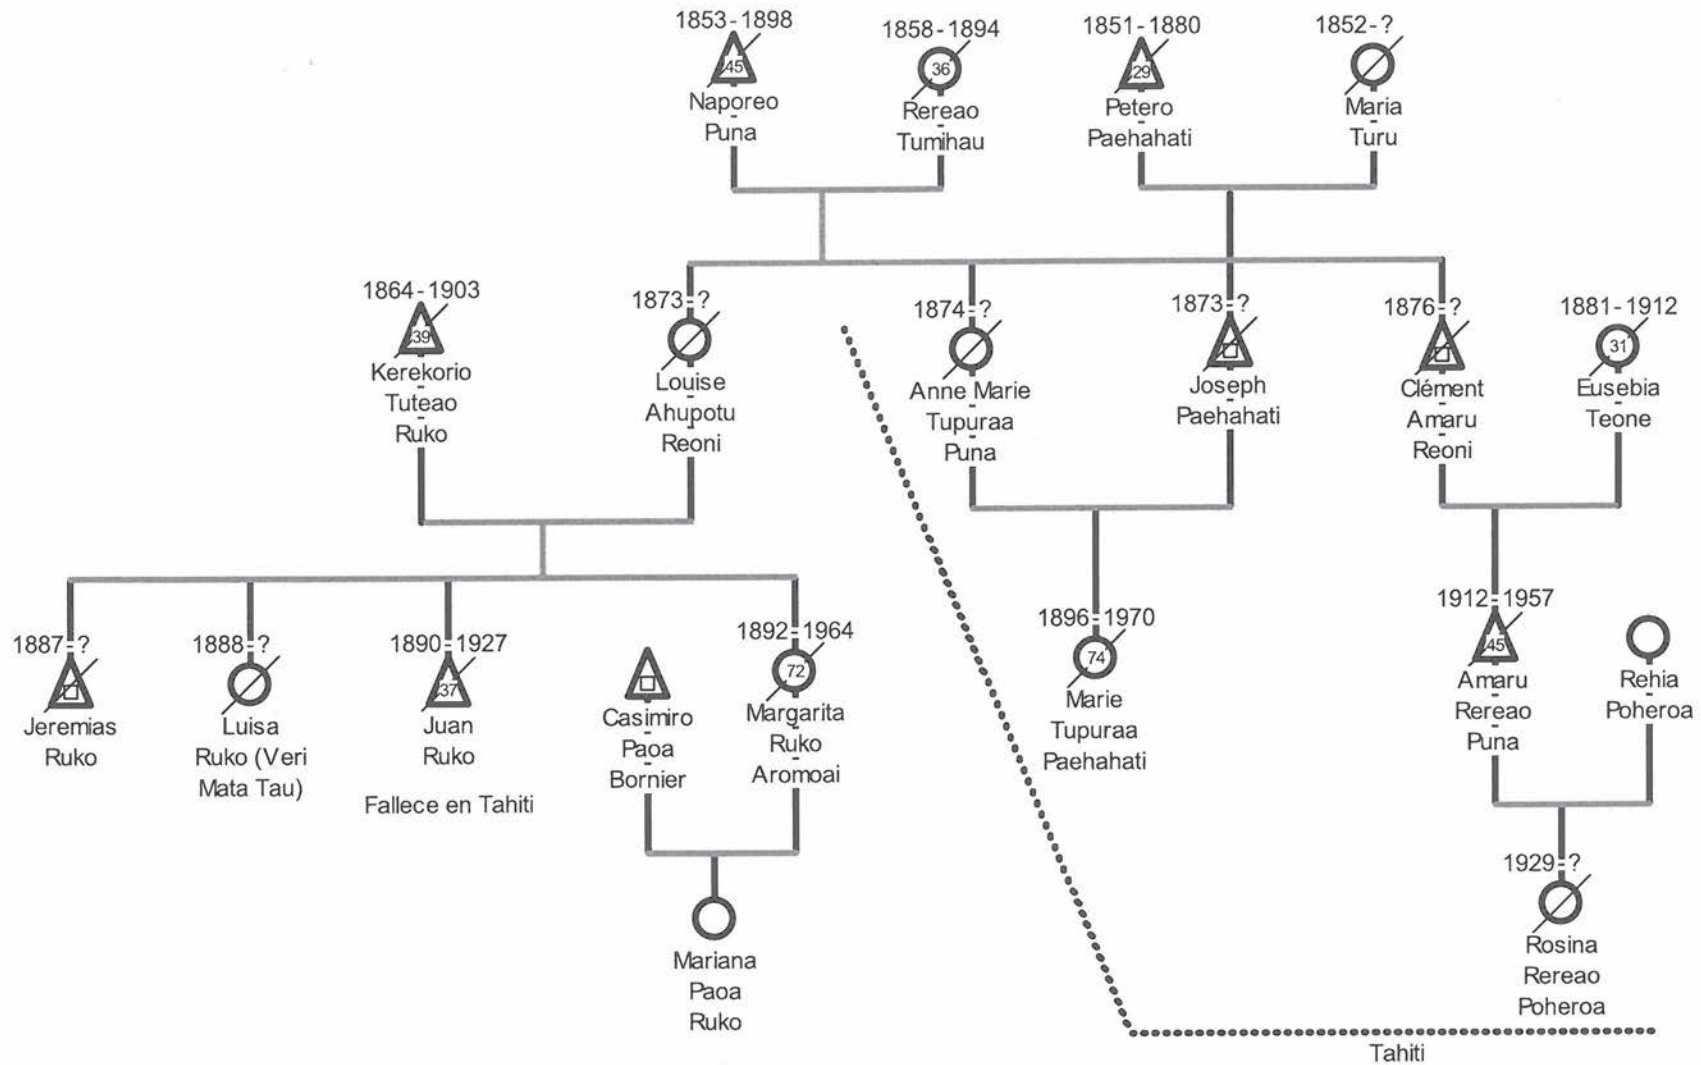 1853-1898
45
Naporeo
Puna
1858-1894
36
Rereao
Tumihau
1851-1880
29
Petero
Paehahati
1852-?
Maria
Turu
1864-1903
39
Kerekorio
Tuteao
Ruko
1873-?
Louise
Ahupotu
Reoni
1874-?
Anne Marie
Tupuraa
Puna
1873-?
Joseph
Paehahati
1876-?
Clément
Amaru
Reoni
1881-1912
31
Eusebia
Teone
1887-?
Jeremias
Ruko
1888-?
Luisa
Ruko (Veri
Mata Tau)
1890-1927
37
Juan
Ruko
Fallece en Tahiti
Casimiro
Paoa
Bornier
1892-1964
72
Margarita
Ruko
Aromoai
1896-1970
74
Marie
Tupuraa
Paehahati
1912-1957
45
Amaru
Rereao
Puna
Rehia
Poheroa
Mariana
Paoa
Ruko
1929-?
Rosina
Rereao
Poheroa
Tahiti